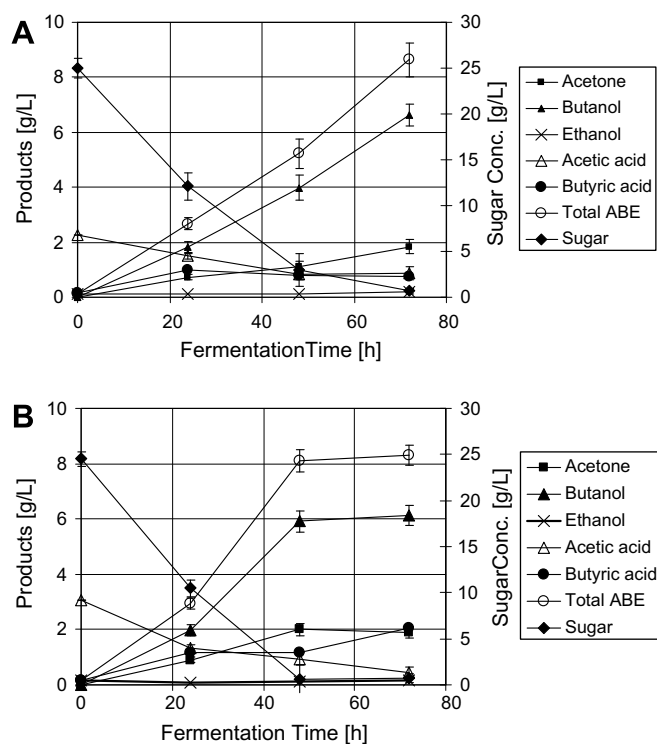 A
Products [g/L]
10
8
6
4
2
0
0 20 40 60 80
FermentationTime [h]
30
25
20
15
10
5
0
Sugar Conc. [g/L]
Acetone
Butanol
Ethanol
Acetic acid
Butyric acid
Total ABE
Sugar
B
Products [g/L]
10
8
6
4
2
0
0 20 40 60 80
Fermentation Time [h]
30
25
20
15
10
5
0
SugarConc. [g/L]
Acetone
Butanol
Ethanol
Acetic acid
Butyric acid
Total ABE
Sugar